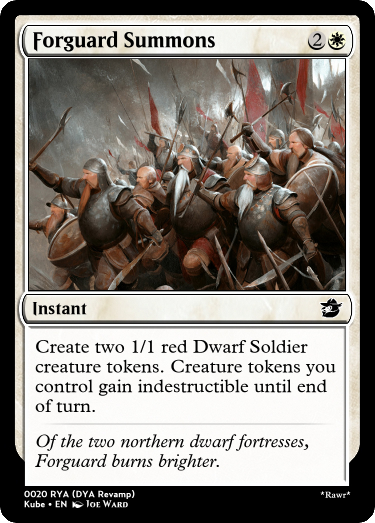 Forguard Summons 2
Instant
Create two 1/1 red Dwarf Soldier
creature tokens. Creature tokens you
control gain indestructible until end
of turn.
Of the two northern dwarf fortresses,
Forguard burns brighter.
0020 RYA (DYA Revamp)
Kube • EN Joe Ward
*Rawr*